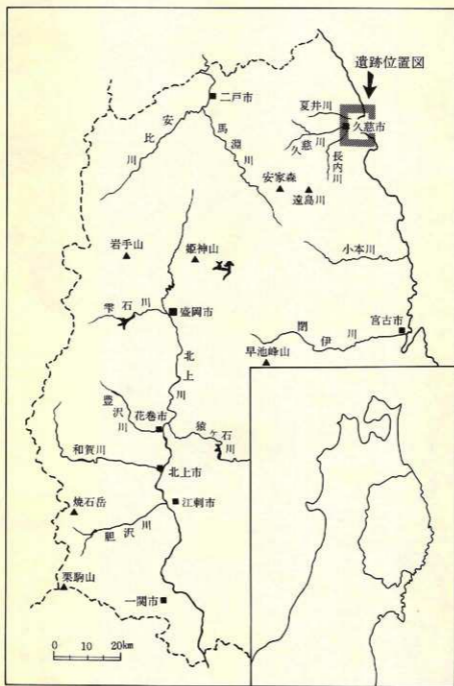 遺跡位置図
二戸市
夏井川
久慈市
安比川
馬淵川
久慈川
長内川
安家森
遠島川
岩手山
姫神山
小本川
雫石川
盛岡市
宮古市
閉伊川
北上川
早池峰山
豊沢川
花巻市
猿ヶ石川
和賀川
北上市
焼石岳
江刺市
胆沢川
栗駒山
一関市
0 10 20km